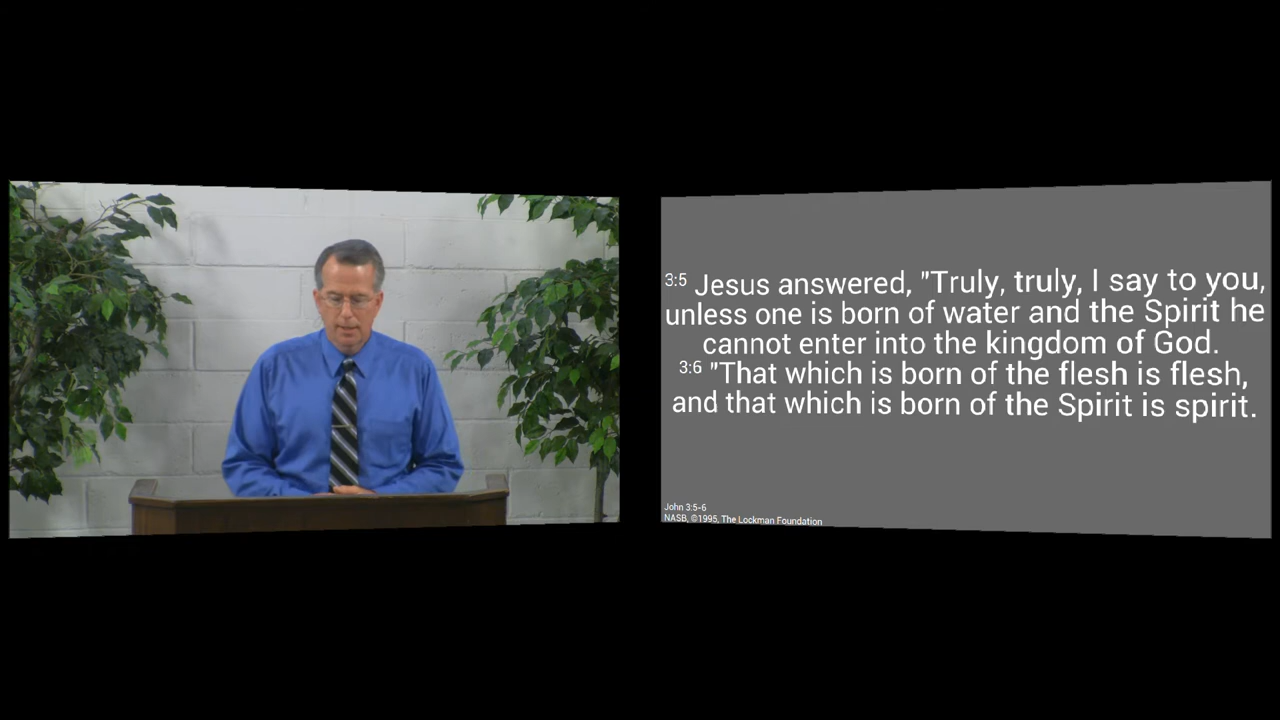 3:5 Jesus answered, "Truly, truly, I say to you,
unless one is born of water and the Spirit he
cannot enter into the kingdom of God.
3:6 "That which is born of the flesh is flesh,
and that which is born of the Spirit is spirit.
John 3:5-6
NASB, ©1995, The Lockman Foundation